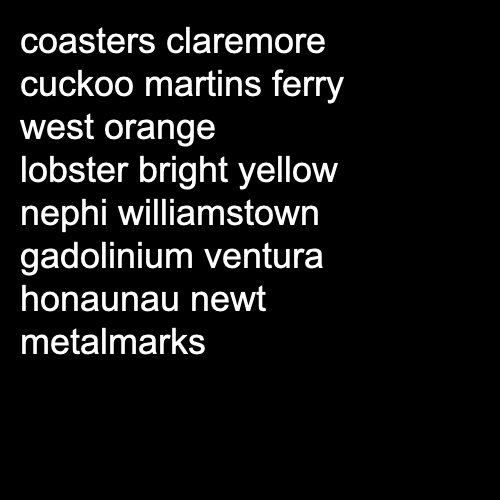 coasters claremore
cuckoo martins ferry
west orange
lobster bright yellow
nephi williamstown
gadolinium ventura
honaunau newt
metalmarks